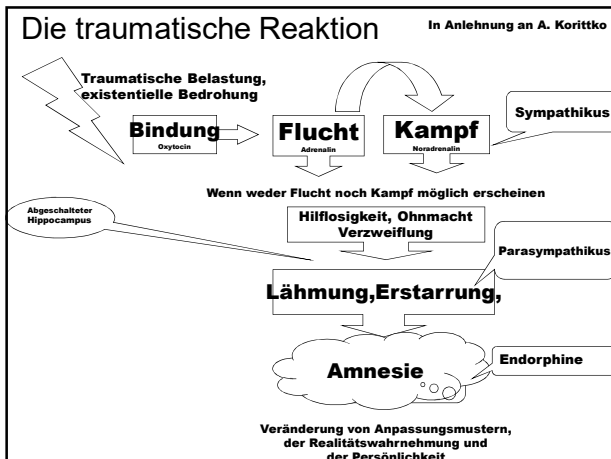 Die traumatische Reaktion
In Anlehnung an A. Korittko
Traumatische Belastung,
existentielle Bedrohung
Bindung
Oxytocin
Flucht
Adrenalin
Kampf
Noradrenalin
Sympathikus
Wenn weder Flucht noch Kampf möglich erscheinen
Abgeschalteter
Hippocampus
Hilflosigkeit, Ohnmacht
Verzweiflung
Parasympathikus
Lähmung,Erstarrung,
Amnesie
Endorphine
Veränderung von Anpassungsmustern,
der Realitätswahrnehmung und
der Persönlichkeit